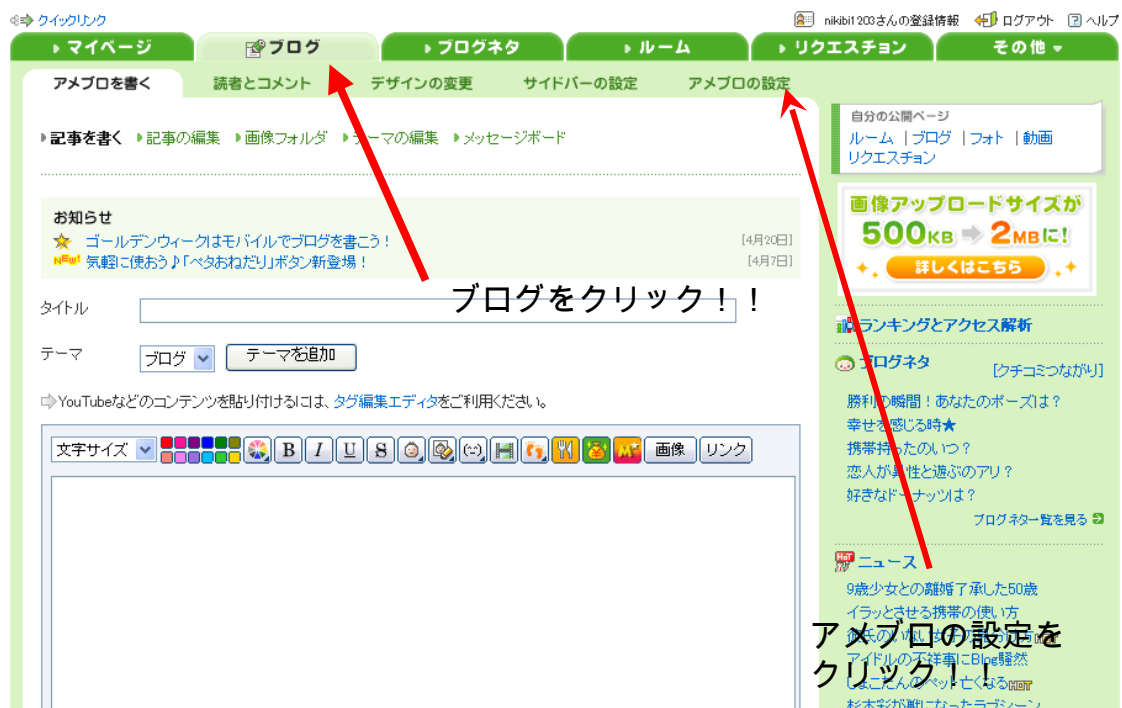 クイックリンク
nikibi1203さんの登録情報 ログアウト ヘルプ
マイページ ブログ ブログネタ ルーム リクエスチョン その他
アメブロを書く 読者とコメント デザインの変更 サイドバーの設定 アメブロの設定
記事を書く 記事の編集 画像フォルダ テーマの編集 メッセージボード
お知らせ
ゴールデンウィークはモバイルでブログを書こう! [4月20日]
NEW! 気軽に使おう♪「ペタおねだり」ボタン新登場! [4月7日]
ブログをクリック!!
タイトル
テーマ ブログ テーマを追加
YouTubeなどのコンテンツを貼り付けるには、タグ編集エディタをご利用ください。
文字サイズ B I U S 画像 リンク
自分の公開ページ
ルーム | ブログ | フォト | 動画
リクエスチョン
画像アップロードサイズが
500KB 2MBに!
詳しくはこちら
ランキングとアクセス解析
ブログネタ [クチコミつながり]
勝利の瞬間!あなたのポーズは?
幸せを感じる時★
携帯持ったのいつ?
恋人が異性と遊ぶのアリ?
好きなドーナッツは?
ブログネタ一覧を見る
HOT ニュース
9歳少女との離婚了承した50歳
イラッとさせる携帯の使い方
アメブロの設定を
クリック!!
アイドルの不祥事にBlog騒然
しょこたんのペット亡くなる HOT